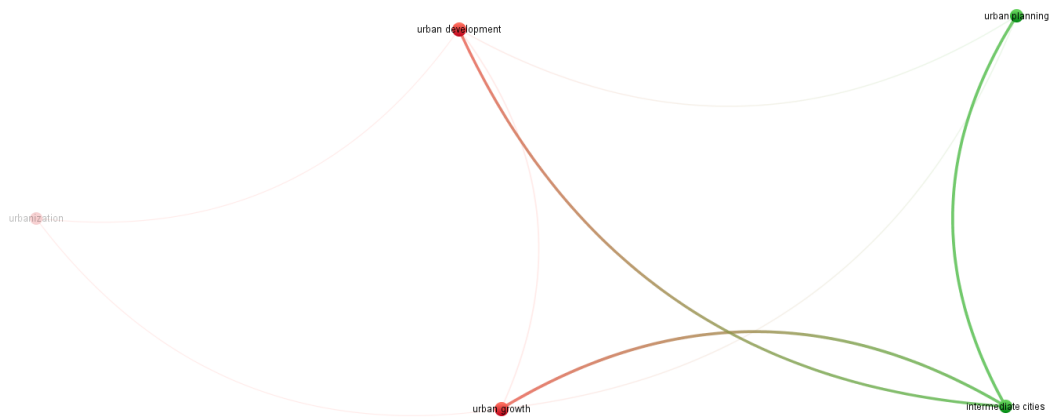 urban planning
urban development
urbanization
intermediate cities
urban growth